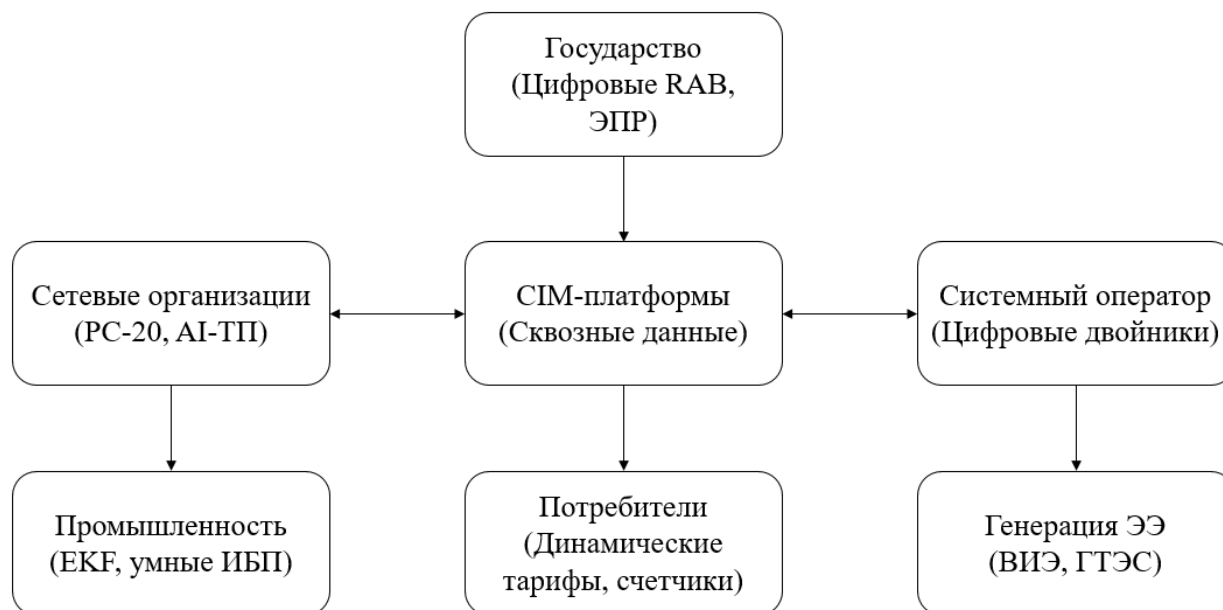 Государство
(Цифровые RAB,
ЭПР)
Сетевые организации
(РС-20, AI-ТП)
CIM-платформы
(Сквозные данные)
Системный оператор
(Цифровые двойники)
Промышленность
(EKF, умные ИБП)
Потребители
(Динамические
тарифы, счетчики)
Генерация ЭЭ
(ВИЭ, ГТЭС)